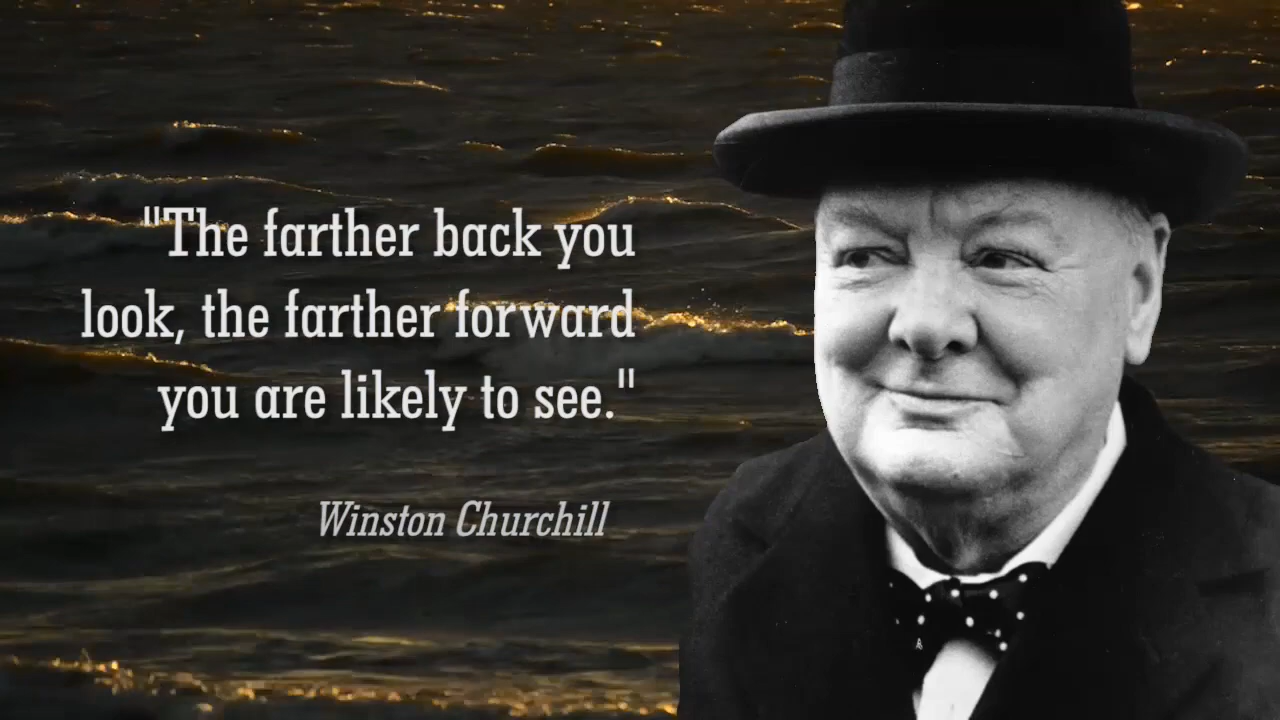 "The farther back you
look, the farther forward
you are likely to see."
Winston Churchill